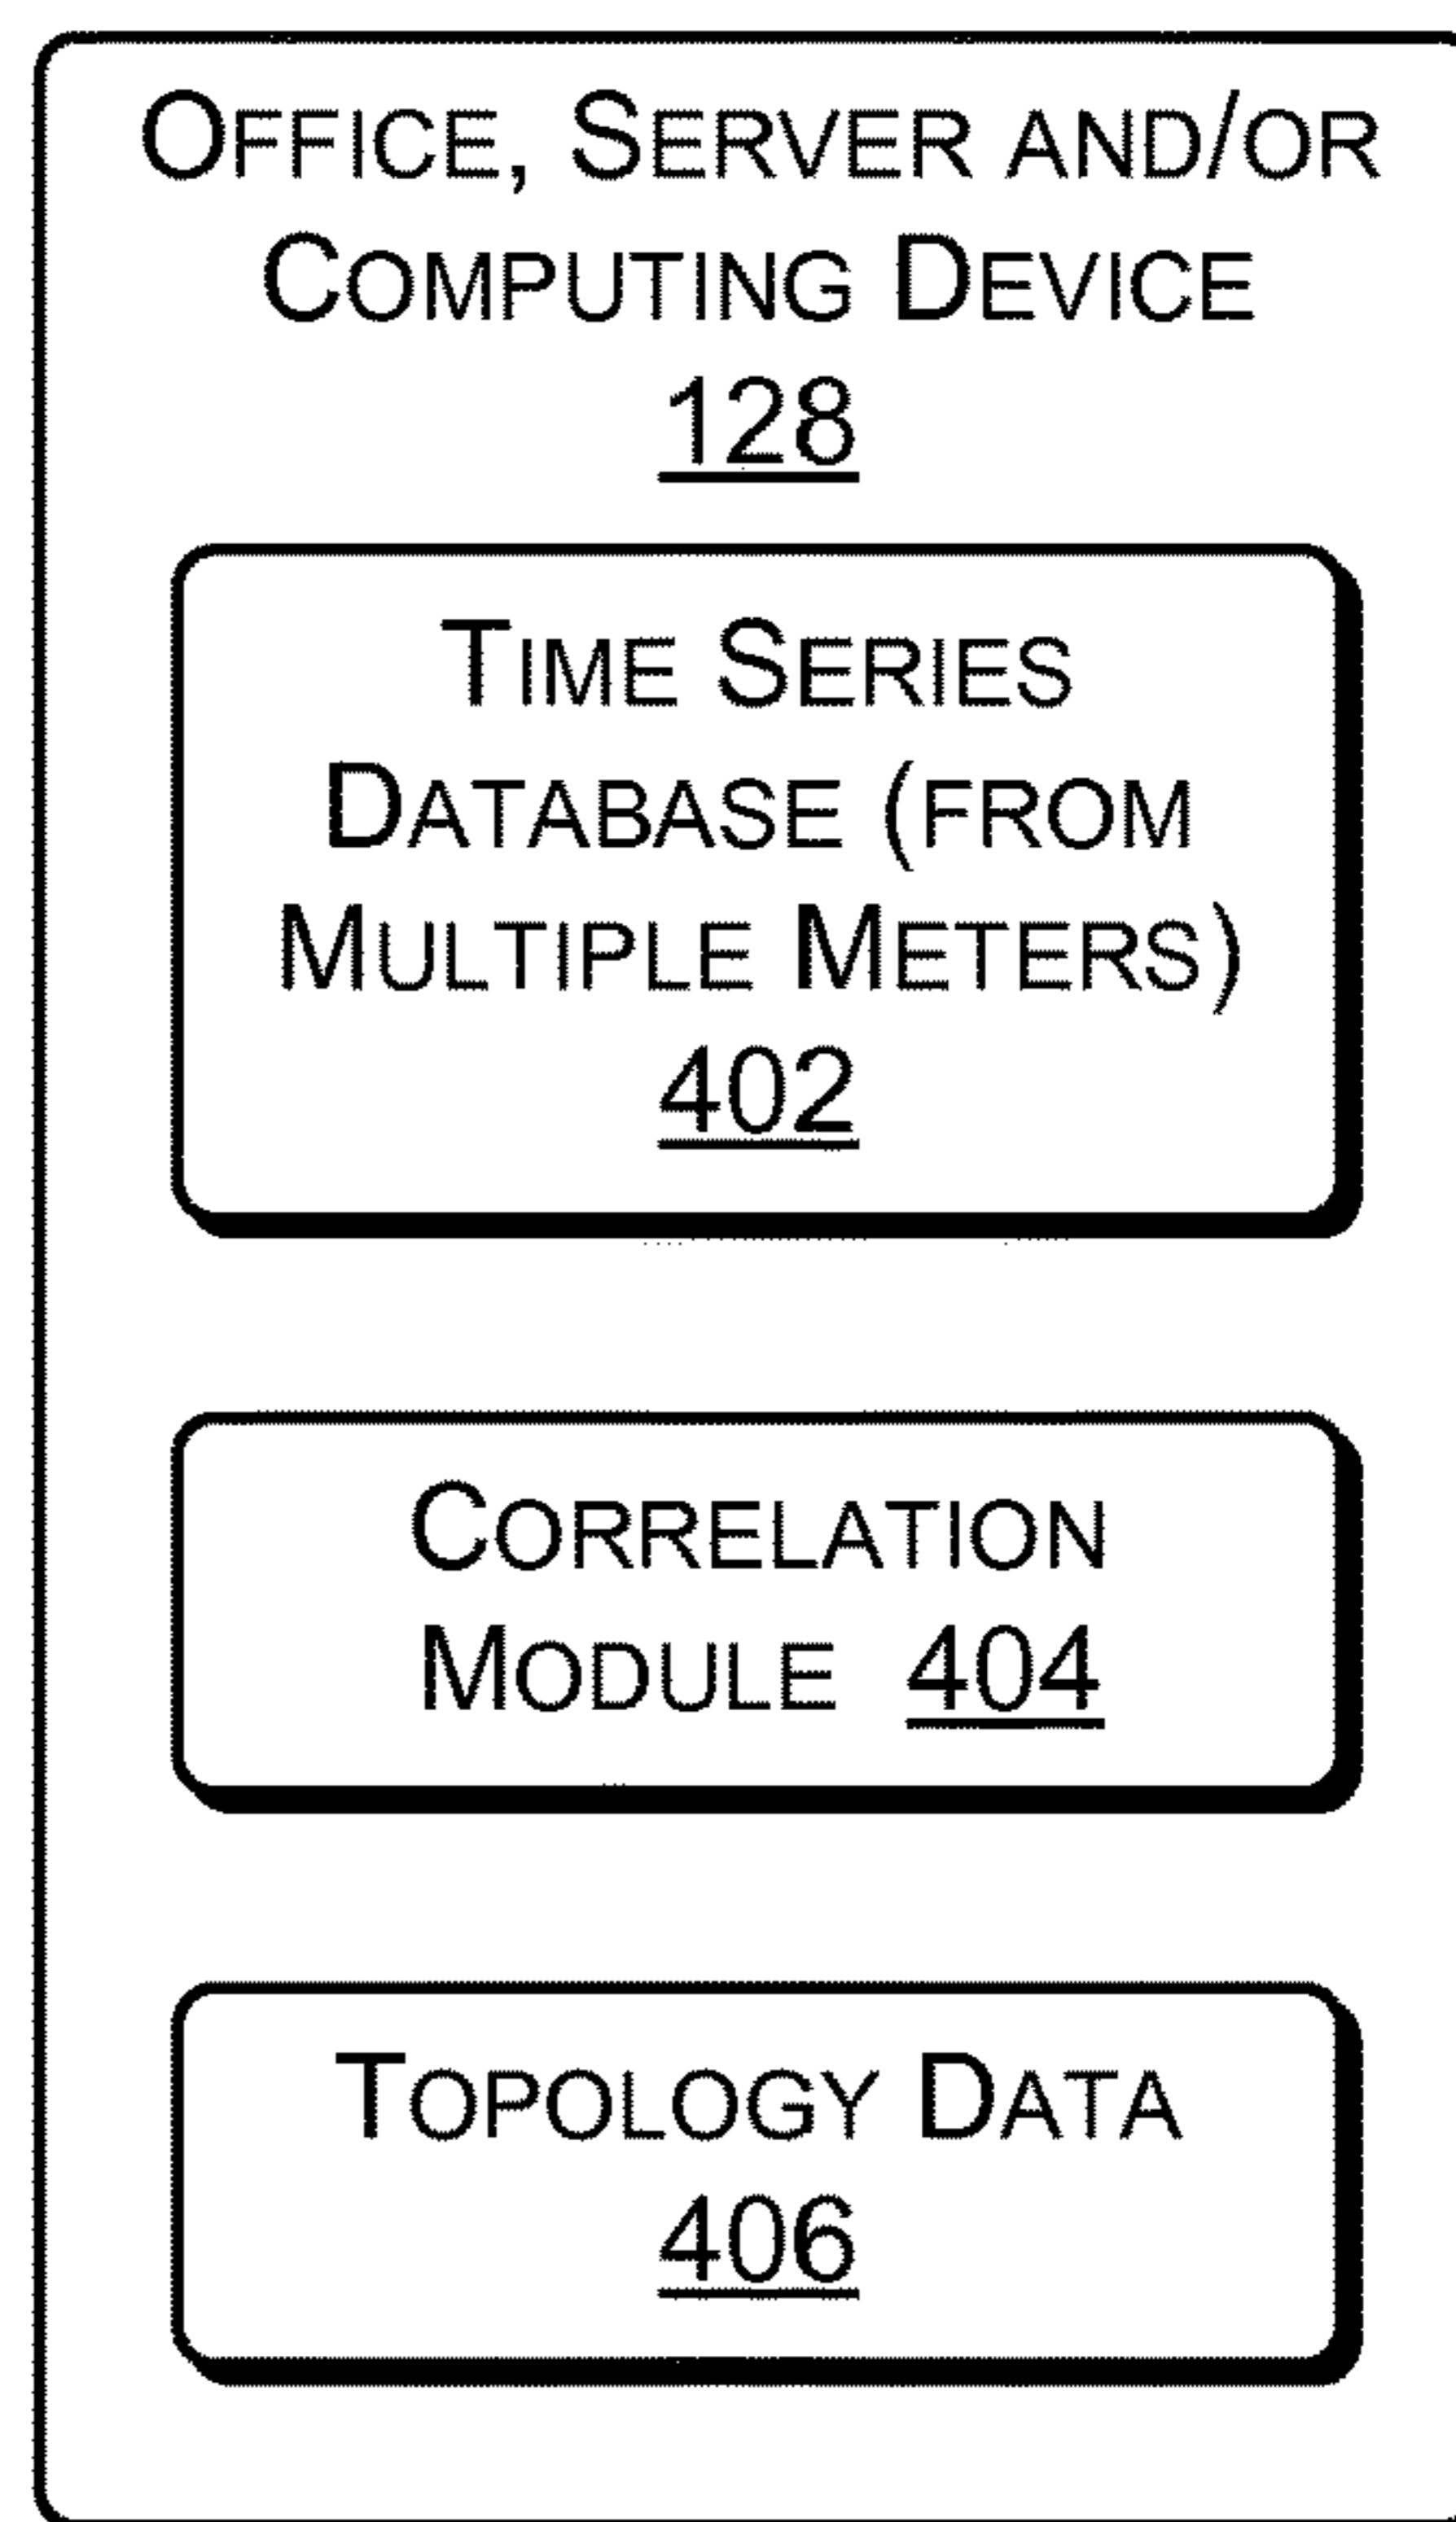 OFFICE, SERVER AND/OR
COMPUTING DEVICE
128
TIME SERIES
DATABASE (FROM
MULTIPLE METERS)
402
CORRELATION
MODULE 404
TOPOLOGY DATA
406